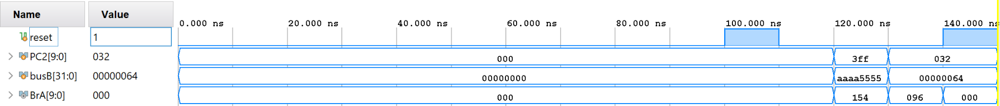 Name Value
0.000 ns 20.000 ns 40.000 ns 60.000 ns 80.000 ns 100.000 ns 120.000 ns 140.000 ns
reset 1
PC2[9:0] 032 000 3ff 032
busB[31:0] 00000064 00000000 aaaa5555 00000064
BrA[9:0] 000 000 154 096 000